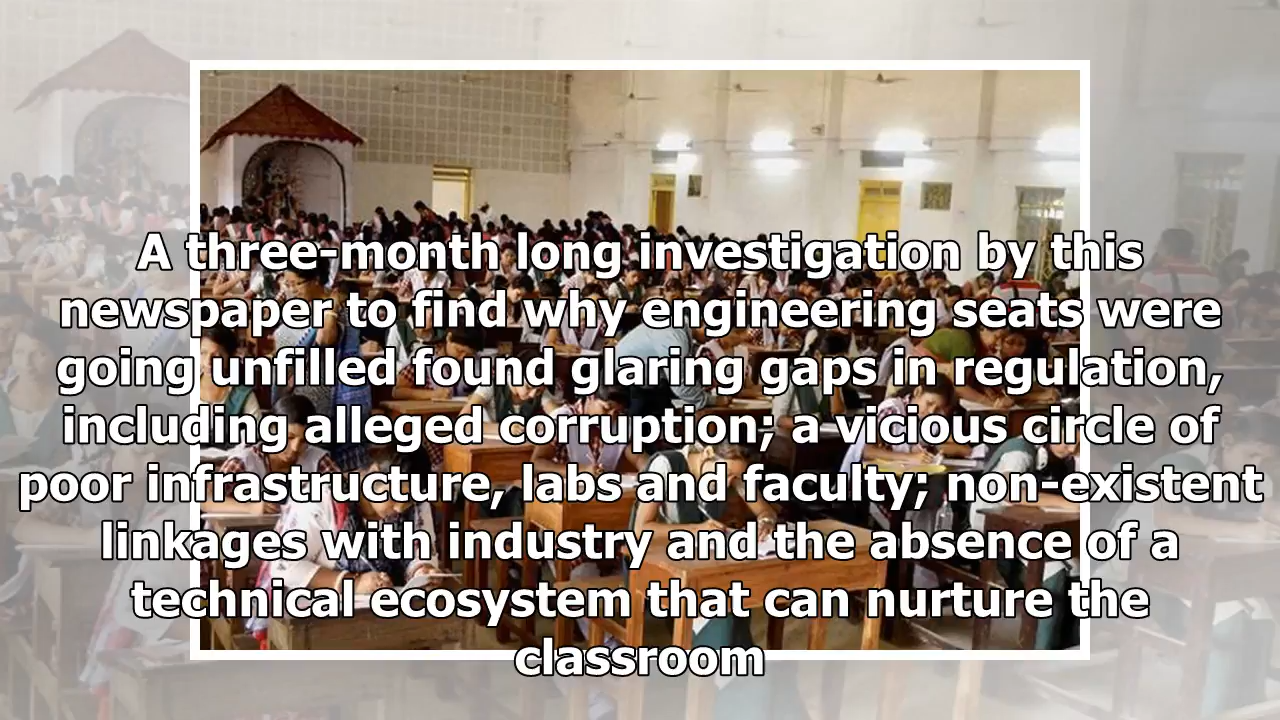 A three-month long investigation by this
newspaper to find why engineering seats were
going unfilled found glaring gaps in regulation,
including alleged corruption; a vicious circle of
poor infrastructure, labs and faculty; non-existent
linkages with industry and the absence of a
technical ecosystem that can nurture the
classroom